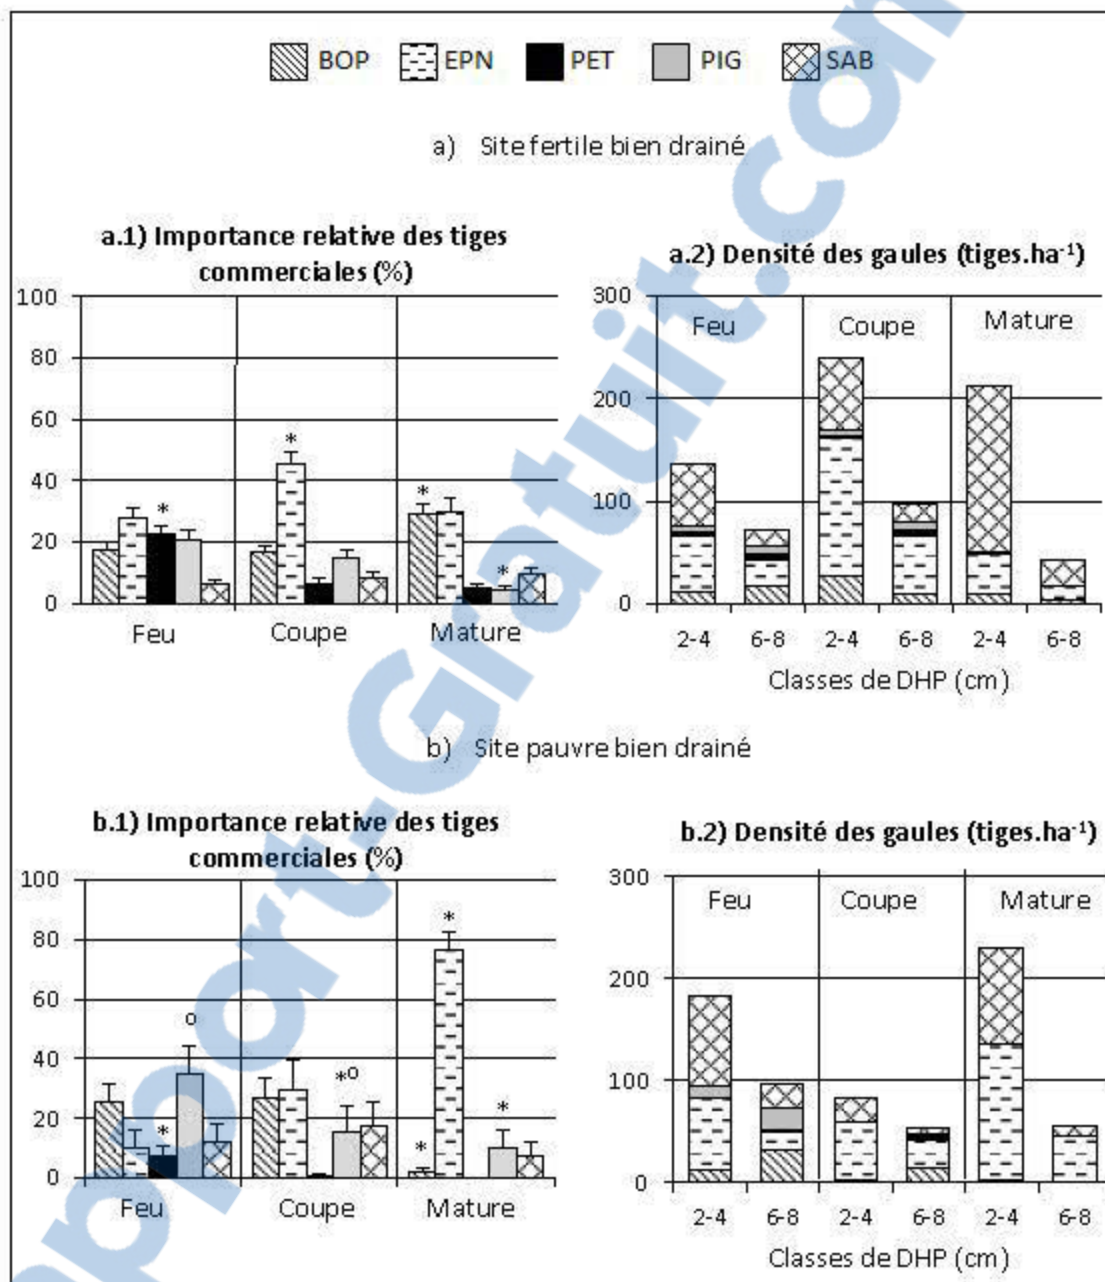 BOP EPN PET PIG SAB
a) Site fertile bien drainé
a.1) Importance relative des tiges
commerciales (%)
100
80
60
40
20
0
*
*
*
*
Feu Coupe Mature
a.2) Densité des gaules (tiges.ha⁻¹)
300
200
100
0
Feu Coupe Mature
2-4 6-8 2-4 6-8 2-4 6-8
Classes de DHP (cm)
b) Site pauvre bien drainé
b.1) Importance relative des tiges
commerciales (%)
100
80
60
40
20
0
*
o
*o
*
*
*
Feu Coupe Mature
b.2) Densité des gaules (tiges.ha⁻¹)
300
200
100
0
Feu Coupe Mature
2-4 6-8 2-4 6-8 2-4 6-8
Classes de DHP (cm)
pport-Gratuit.com